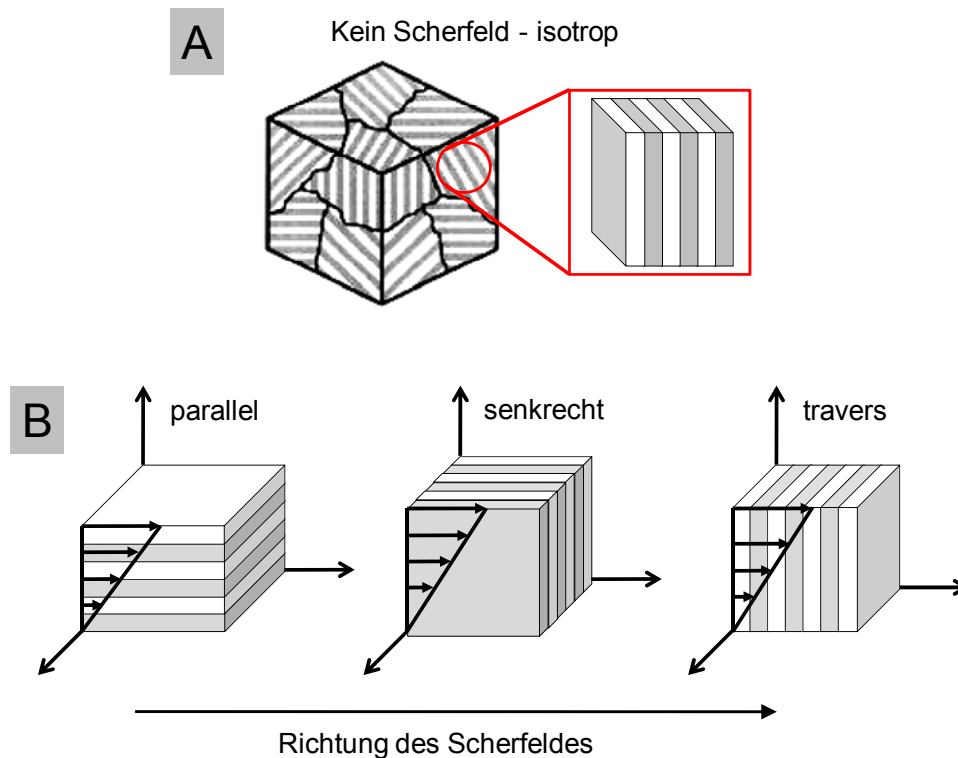 A
Kein Scherfeld - isotrop
B
parallel
senkrecht
travers
Richtung des Scherfeldes